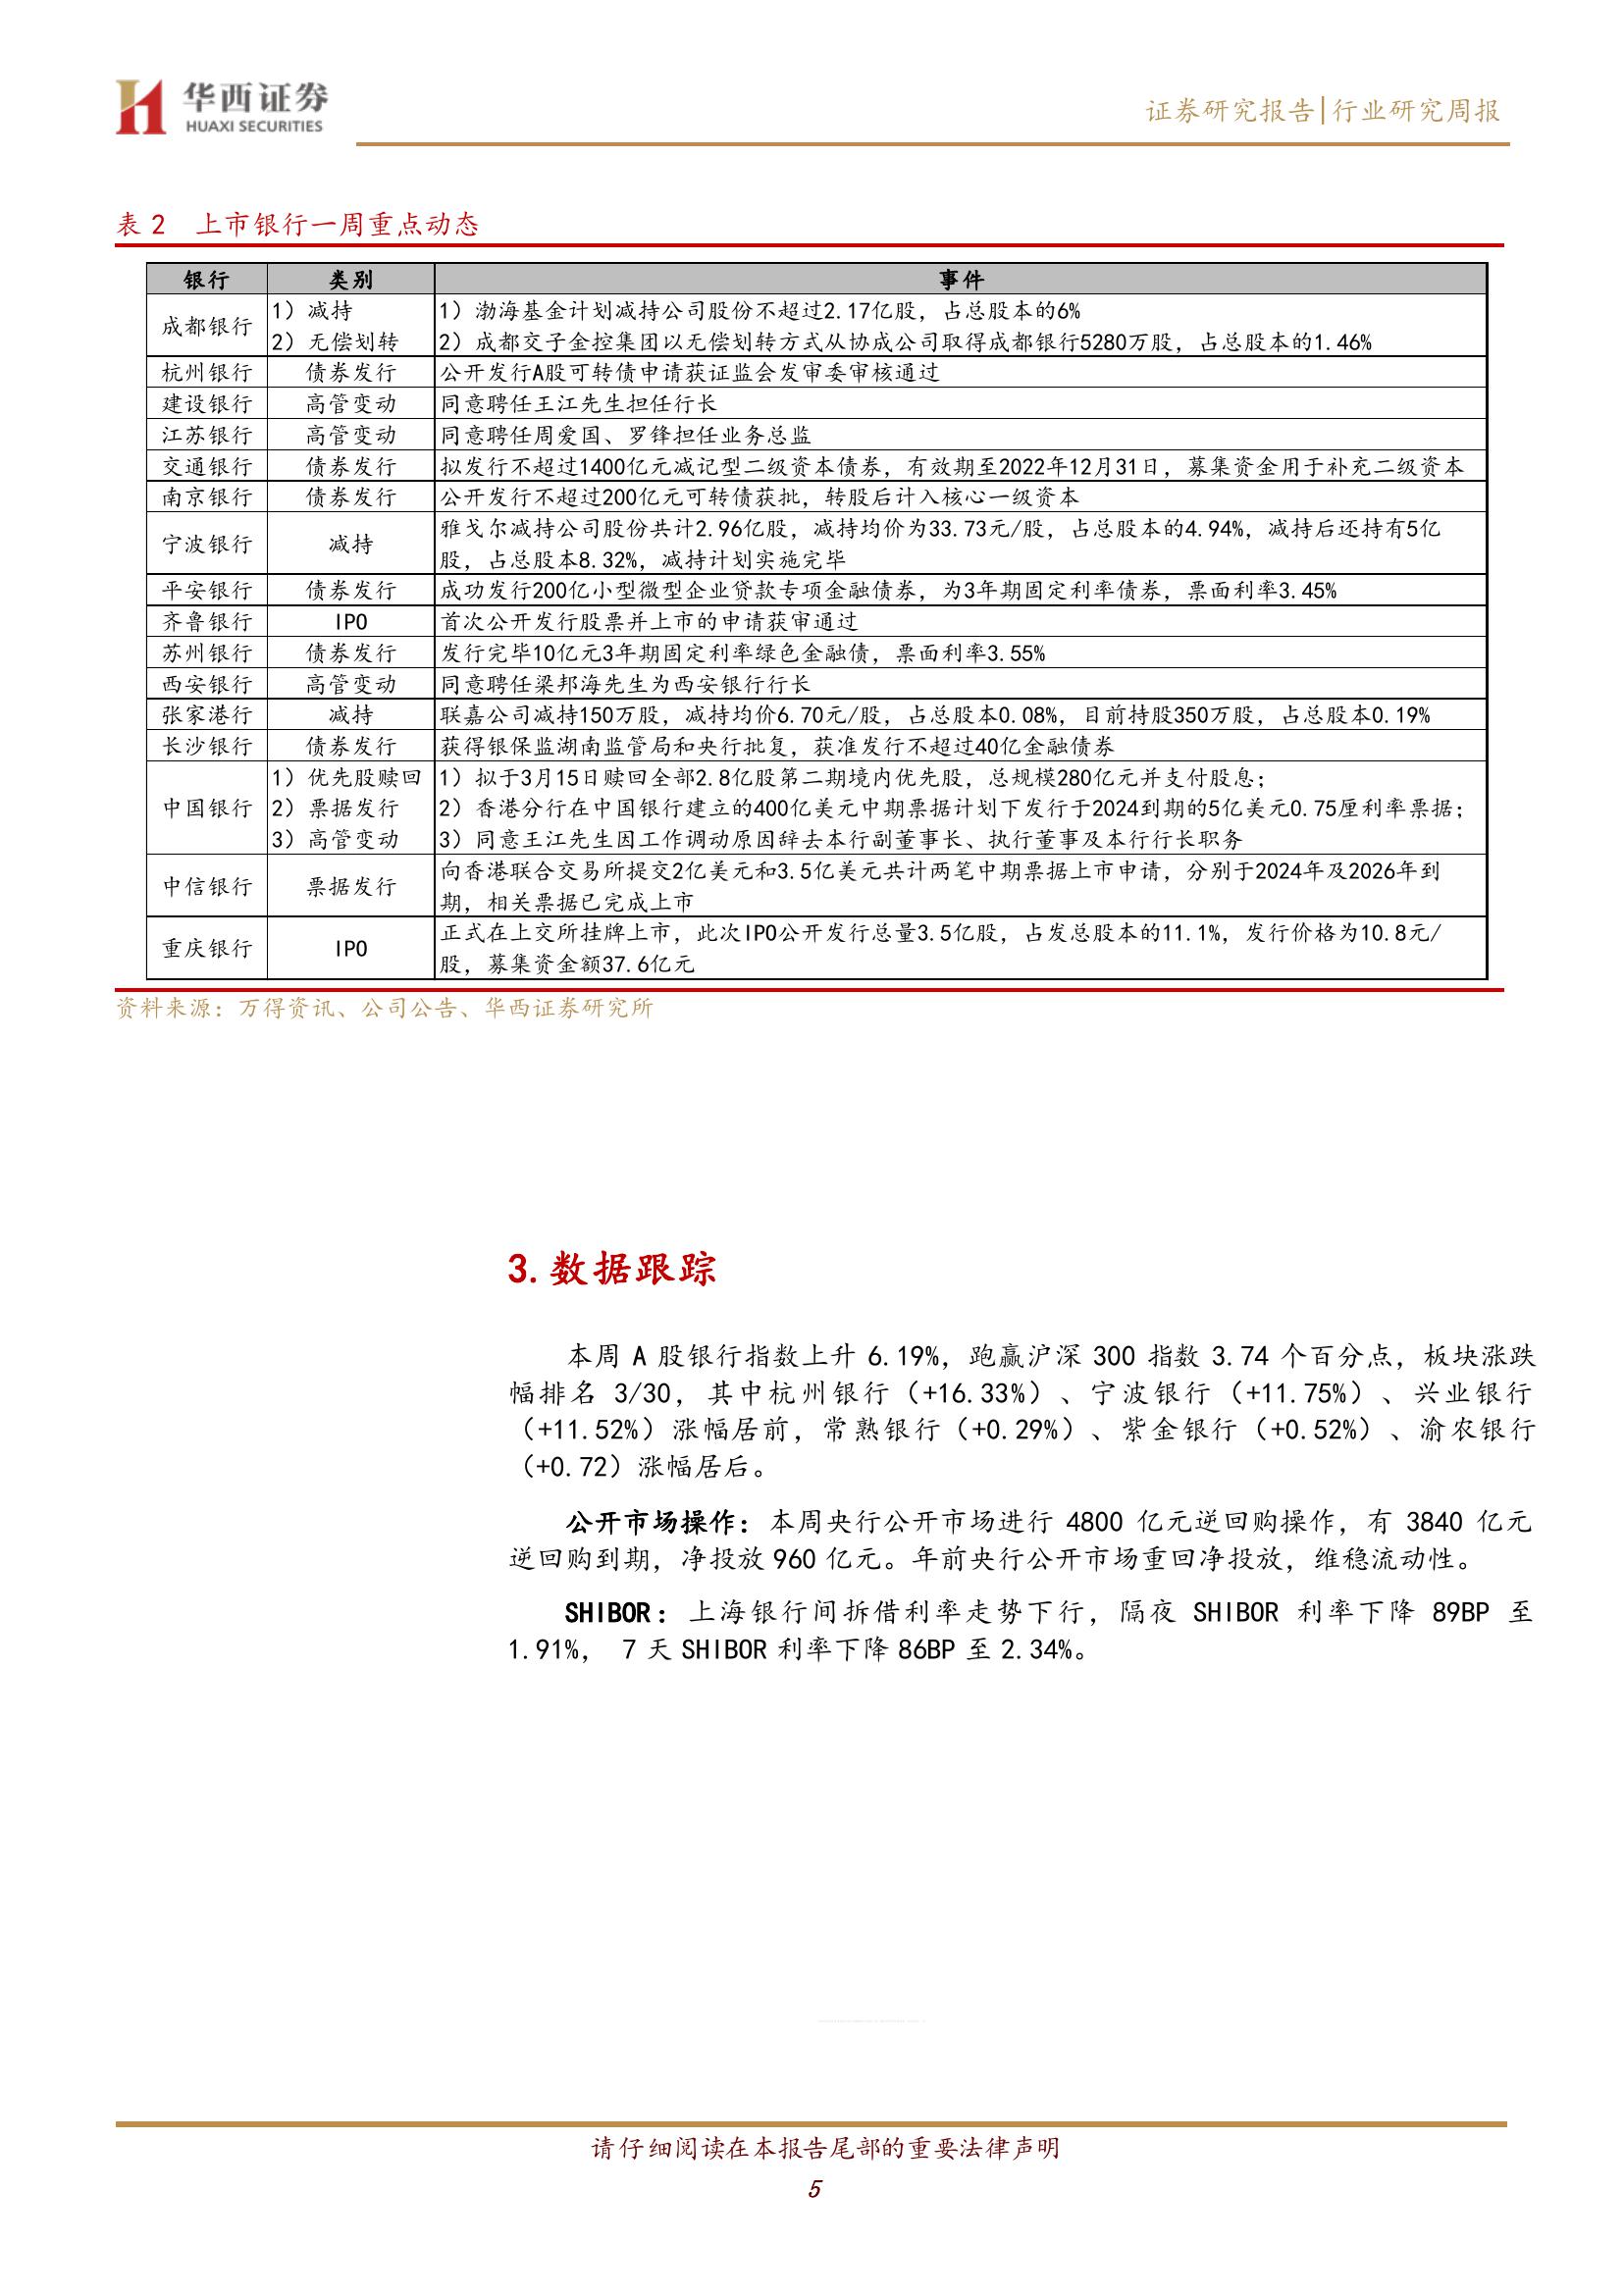 华西证券
HUAXI SECURITIES
证券研究报告|行业研究周报
表 2 上市银行一周重点动态
银行 类别 事件
成都银行 1）减持 1）渤海基金计划减持公司股份不超过2.17亿股，占总股本的6%
2）无偿划转 2）成都交子金控集团以无偿划转方式从协成公司取得成都银行5280万股，占总股本的1.46%
杭州银行 债券发行 公开发行A股可转债申请获证监会发审委审核通过
建设银行 高管变动 同意聘任王江先生担任行长
江苏银行 高管变动 同意聘任周爱国、罗锋担任业务总监
交通银行 债券发行 拟发行不超过1400亿元减记型二级资本债券，有效期至2022年12月31日，募集资金用于补充二级资本
南京银行 债券发行 公开发行不超过200亿元可转债获批，转股后计入核心一级资本
宁波银行 减持 雅戈尔减持公司股份共计2.96亿股，减持均价为33.73元/股，占总股本的4.94%，减持后还持有5亿
股，占总股本8.32%，减持计划实施完毕
平安银行 债券发行 成功发行200亿小型微型企业贷款专项金融债券，为3年期固定利率债券，票面利率3.45%
齐鲁银行 IPO 首次公开发行股票并上市的申请获审通过
苏州银行 债券发行 发行完毕10亿元3年期固定利率绿色金融债，票面利率3.55%
西安银行 高管变动 同意聘任梁邦海先生为西安银行行长
张家港行 减持 联嘉公司减持150万股，减持均价6.70元/股，占总股本0.08%，目前持股350万股，占总股本0.19%
长沙银行 债券发行 获得银保监湖南监管局和央行批复，获准发行不超过40亿金融债券
中国银行 1）优先股赎回 1）拟于3月15日赎回全部2.8亿股第二期境内优先股，总规模280亿元并支付股息；
2）票据发行 2）香港分行在中国银行建立的400亿美元中期票据计划下发行于2024到期的5亿美元0.75厘利率票据；
3）高管变动 3）同意王江先生因工作调动原因辞去本行副董事长、执行董事及本行行长职务
中信银行 票据发行 向香港联合交易所提交2亿美元和3.5亿美元共计两笔中期票据上市申请，分别于2024年及2026年到
期，相关票据已完成上市
重庆银行 IPO 正式在上交所挂牌上市，此次IPO公开发行总量3.5亿股，占发总股本的11.1%，发行价格为10.8元/
股，募集资金额37.6亿元
资料来源：万得资讯、公司公告、华西证券研究所
3.数据跟踪
本周 A 股银行指数上升 6.19%，跑赢沪深 300 指数 3.74 个百分点，板块涨跌
幅排名 3/30，其中杭州银行（+16.33%）、宁波银行（+11.75%）、兴业银行
（+11.52%）涨幅居前，常熟银行（+0.29%）、紫金银行（+0.52%）、渝农银行
（+0.72）涨幅居后。
公开市场操作：本周央行公开市场进行 4800 亿元逆回购操作，有 3840 亿元
逆回购到期，净投放 960 亿元。年前央行公开市场重回净投放，维稳流动性。
SHIBOR：上海银行间拆借利率走势下行，隔夜 SHIBOR 利率下降 89BP 至
1.91%， 7 天 SHIBOR 利率下降 86BP 至 2.34%。
请仔细阅读在本报告尾部的重要法律声明
5